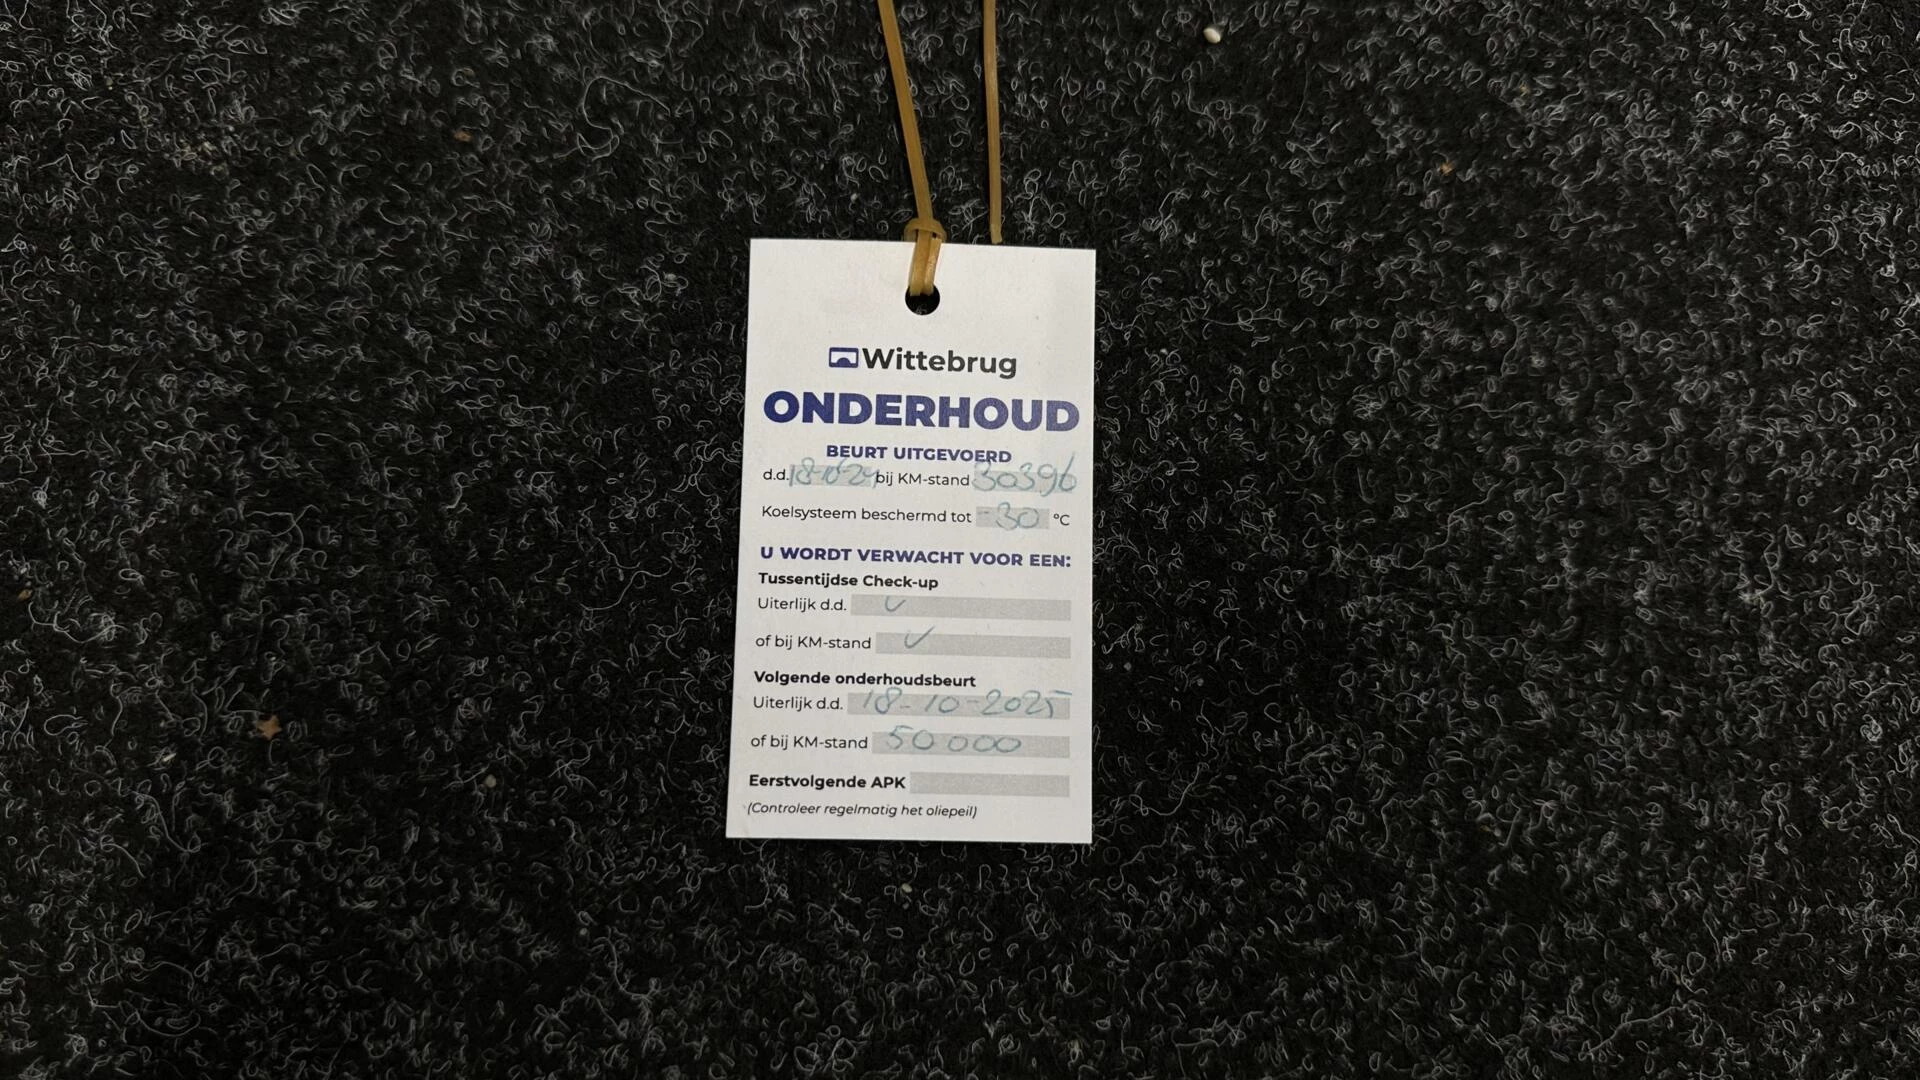 Wittebrug
ONDERHOUD
BEURT UITGEVOERD
d.d. 18-10-24 bij KM-stand 30396
Koelsysteem beschermd tot -30 °C
U WORDT VERWACHT VOOR EEN:
Tussentijdse Check-up
Uiterlijk d.d. ✓
of bij KM-stand ✓
Volgende onderhoudsbeurt
Uiterlijk d.d. 18-10-2025
of bij KM-stand 50 000
Eerstvolgende APK
(Controleer regelmatig het oliepeil)